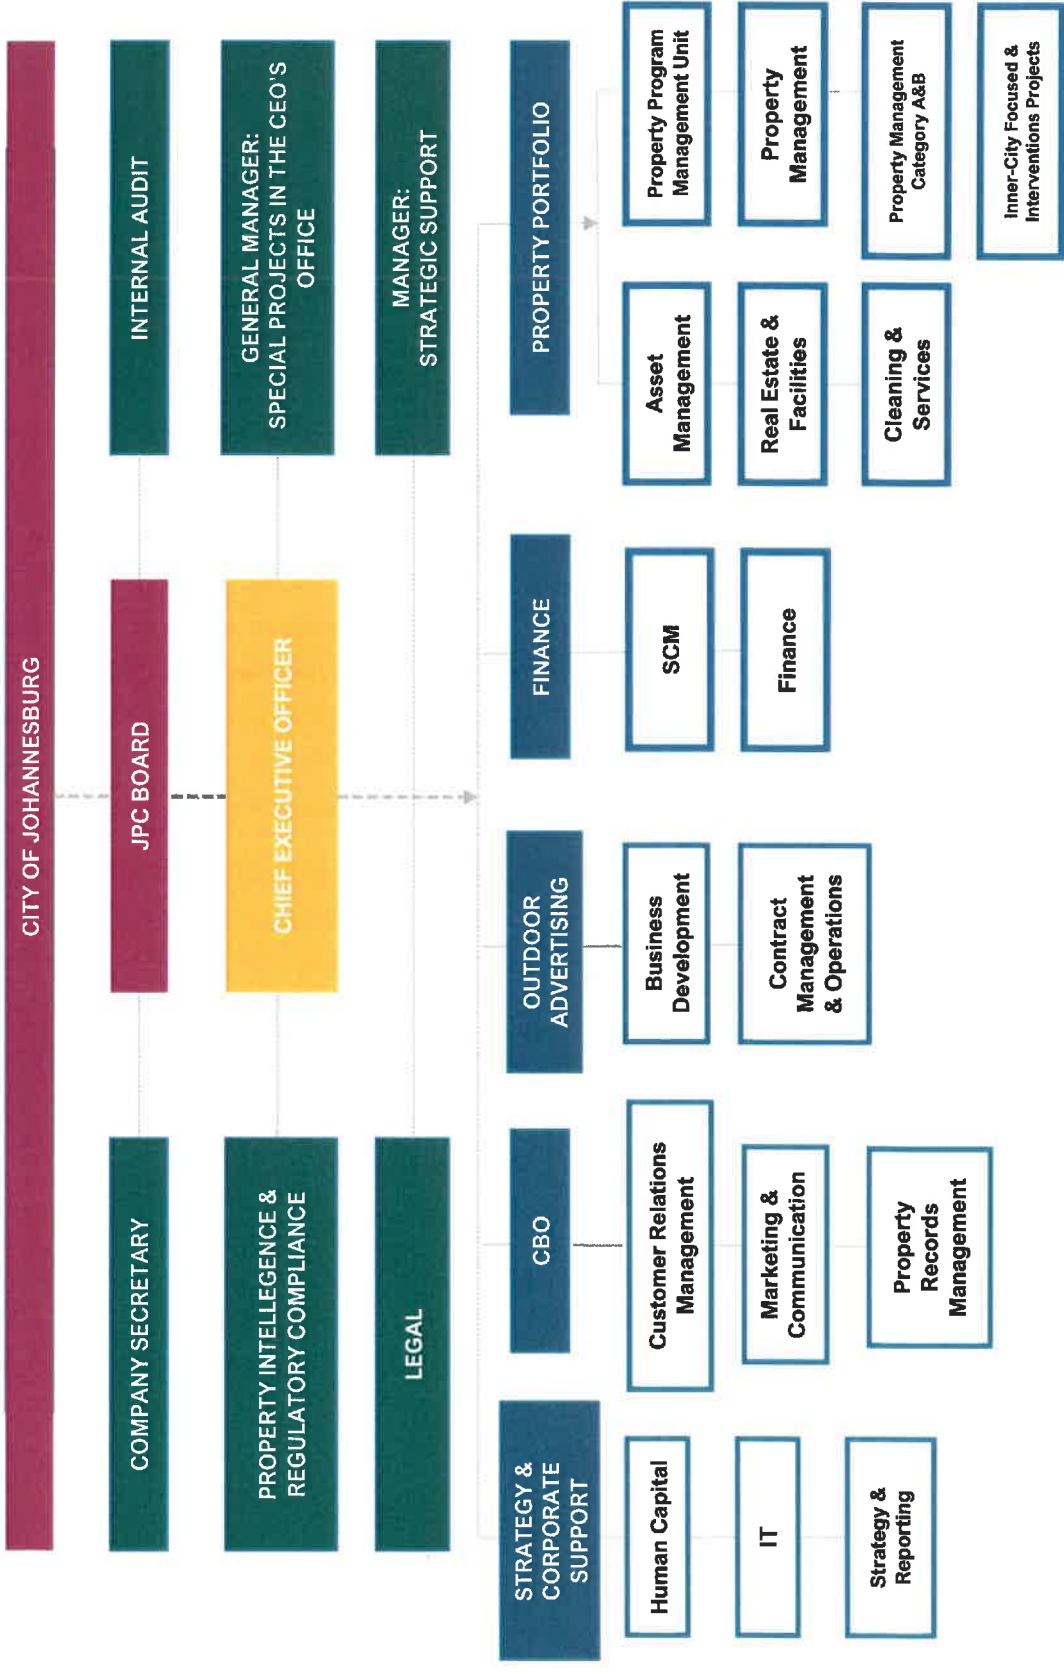 CITY OF JOHANNESBURG
COMPANY SECRETARY
JPC BOARD
INTERNAL AUDIT
PROPERTY INTELLEGENCE &
REGULATORY COMPLIANCE
CHIEF EXECUTIVE OFFICER
GENERAL MANAGER:
SPECIAL PROJECTS IN THE CEO'S
OFFICE
LEGAL
MANAGER:
STRATEGIC SUPPORT
STRATEGY &
CORPORATE
SUPPORT
Human Capital
IT
Strategy &
Reporting
CBO
Customer Relations
Management
Marketing &
Communication
Property
Records
Management
OUTDOOR
ADVERTISING
Business
Development
Contract
Management
& Operations
FINANCE
SCM
Finance
PROPERTY PORTFOLIO
Asset
Management
Real Estate &
Facilities
Cleaning &
Services
Property Program
Management Unit
Property
Management
Property Management
Category A&B
Inner-City Focused &
Interventions Projects